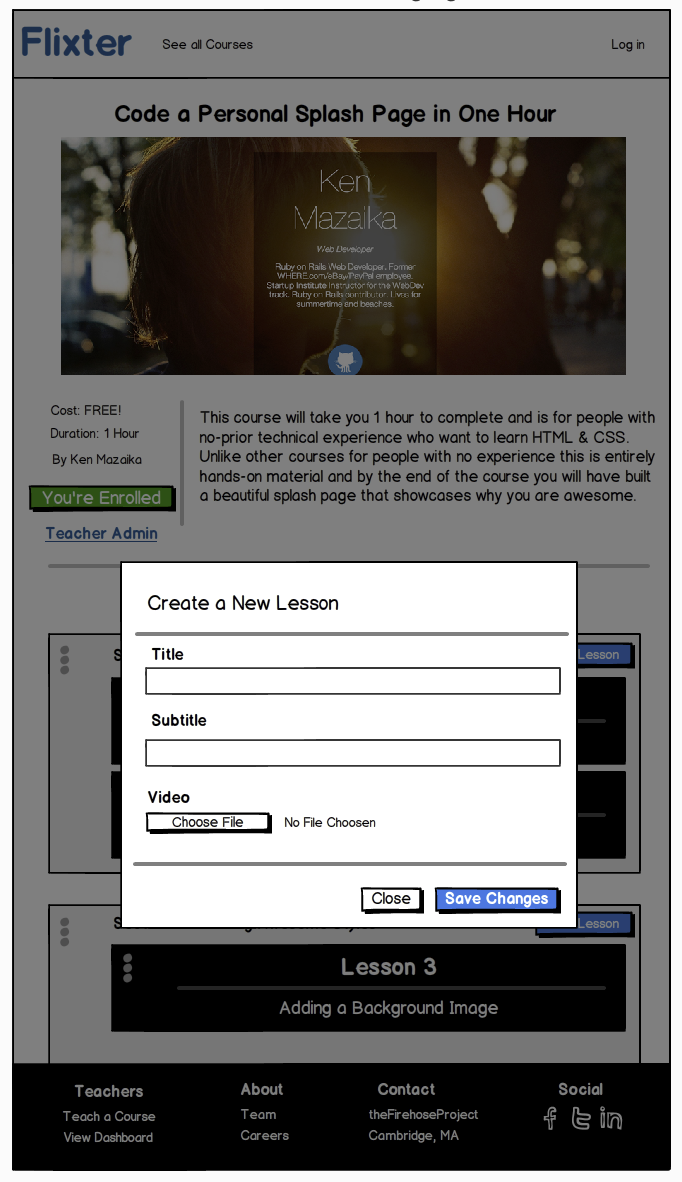 Flixter
See all Courses
Log in
Code a Personal Splash Page in One Hour
Ken
Mazaika
Web Developer
Ruby on Rails Web Developer. Former
WHERE.com/eBay/PayPal employee.
Startup Institute Instructor for the WebDev
track. Ruby on Rails contributor. Lives for
summertime and beaches.
Cost: FREE!
Duration: 1 Hour
By Ken Mazaika
You're Enrolled
Teacher Admin
This course will take you 1 hour to complete and is for people with
no-prior technical experience who want to learn HTML & CSS.
Unlike other courses for people with no experience this is entirely
hands-on material and by the end of the course you will have built
a beautiful splash page that showcases why you are awesome.
Create a New Lesson
Lesson
Title
Subtitle
Video
Choose File
No File Choosen
Close
Save Changes
Lesson
Lesson 3
Adding a Background Image
Teachers
Teach a Course
View Dashboard
About
Team
Careers
Contact
theFirehoseProject
Cambridge, MA
Social